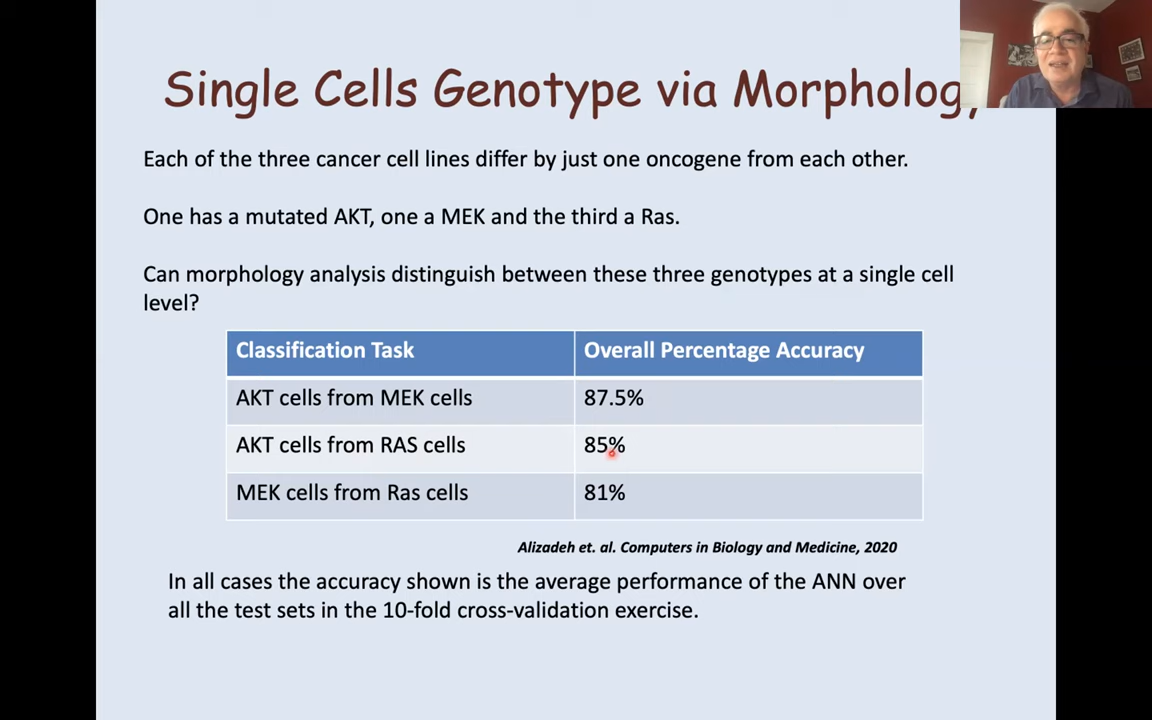 Single Cells Genotype via Morphology
Each of the three cancer cell lines differ by just one oncogene from each other.
One has a mutated AKT, one a MEK and the third a Ras.
Can morphology analysis distinguish between these three genotypes at a single cell
level?
Classification Task Overall Percentage Accuracy
AKT cells from MEK cells 87.5%
AKT cells from RAS cells 85%
MEK cells from Ras cells 81%
Alizadeh et. al. Computers in Biology and Medicine, 2020
In all cases the accuracy shown is the average performance of the ANN over
all the test sets in the 10-fold cross-validation exercise.